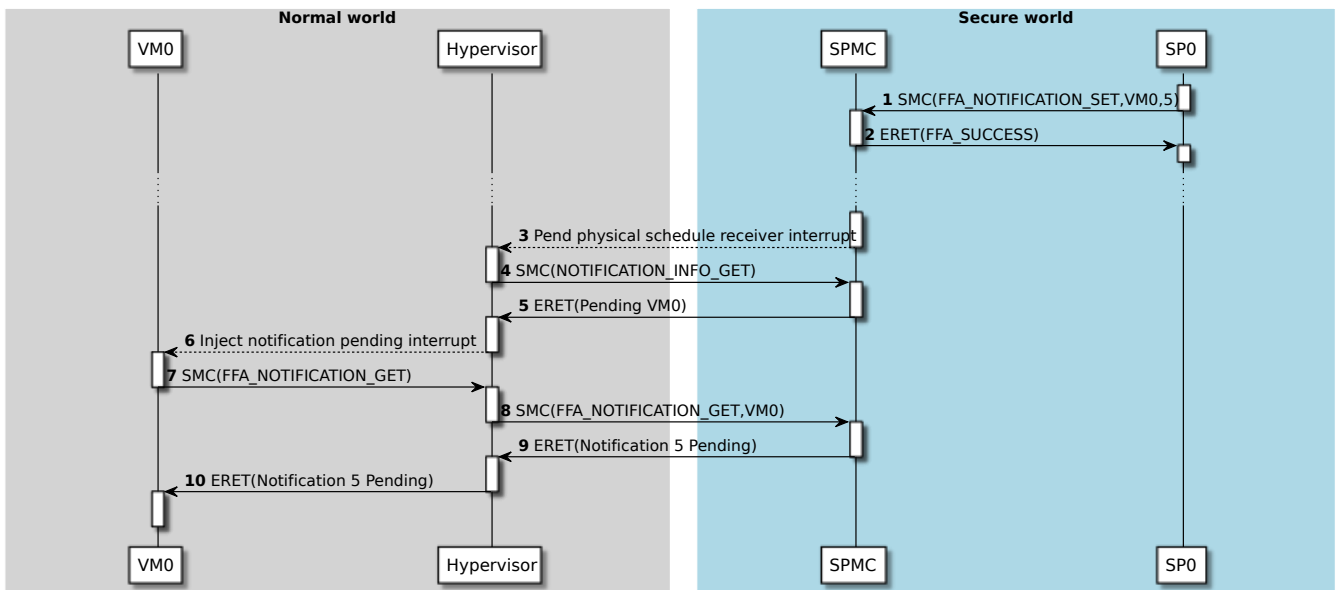 Normal world
Secure world
VM0
Hypervisor
SPMC
SP0
1 SMC(FFA_NOTIFICATION_SET,VM0,5)
2 ERET(FFA_SUCCESS)
3 Pend physical schedule receiver interrupt
4 SMC(NOTIFICATION_INFO_GET)
5 ERET(Pending VM0)
6 Inject notification pending interrupt
7 SMC(FFA_NOTIFICATION_GET)
8 SMC(FFA_NOTIFICATION_GET,VM0)
9 ERET(Notification 5 Pending)
10 ERET(Notification 5 Pending)
VM0
Hypervisor
SPMC
SP0